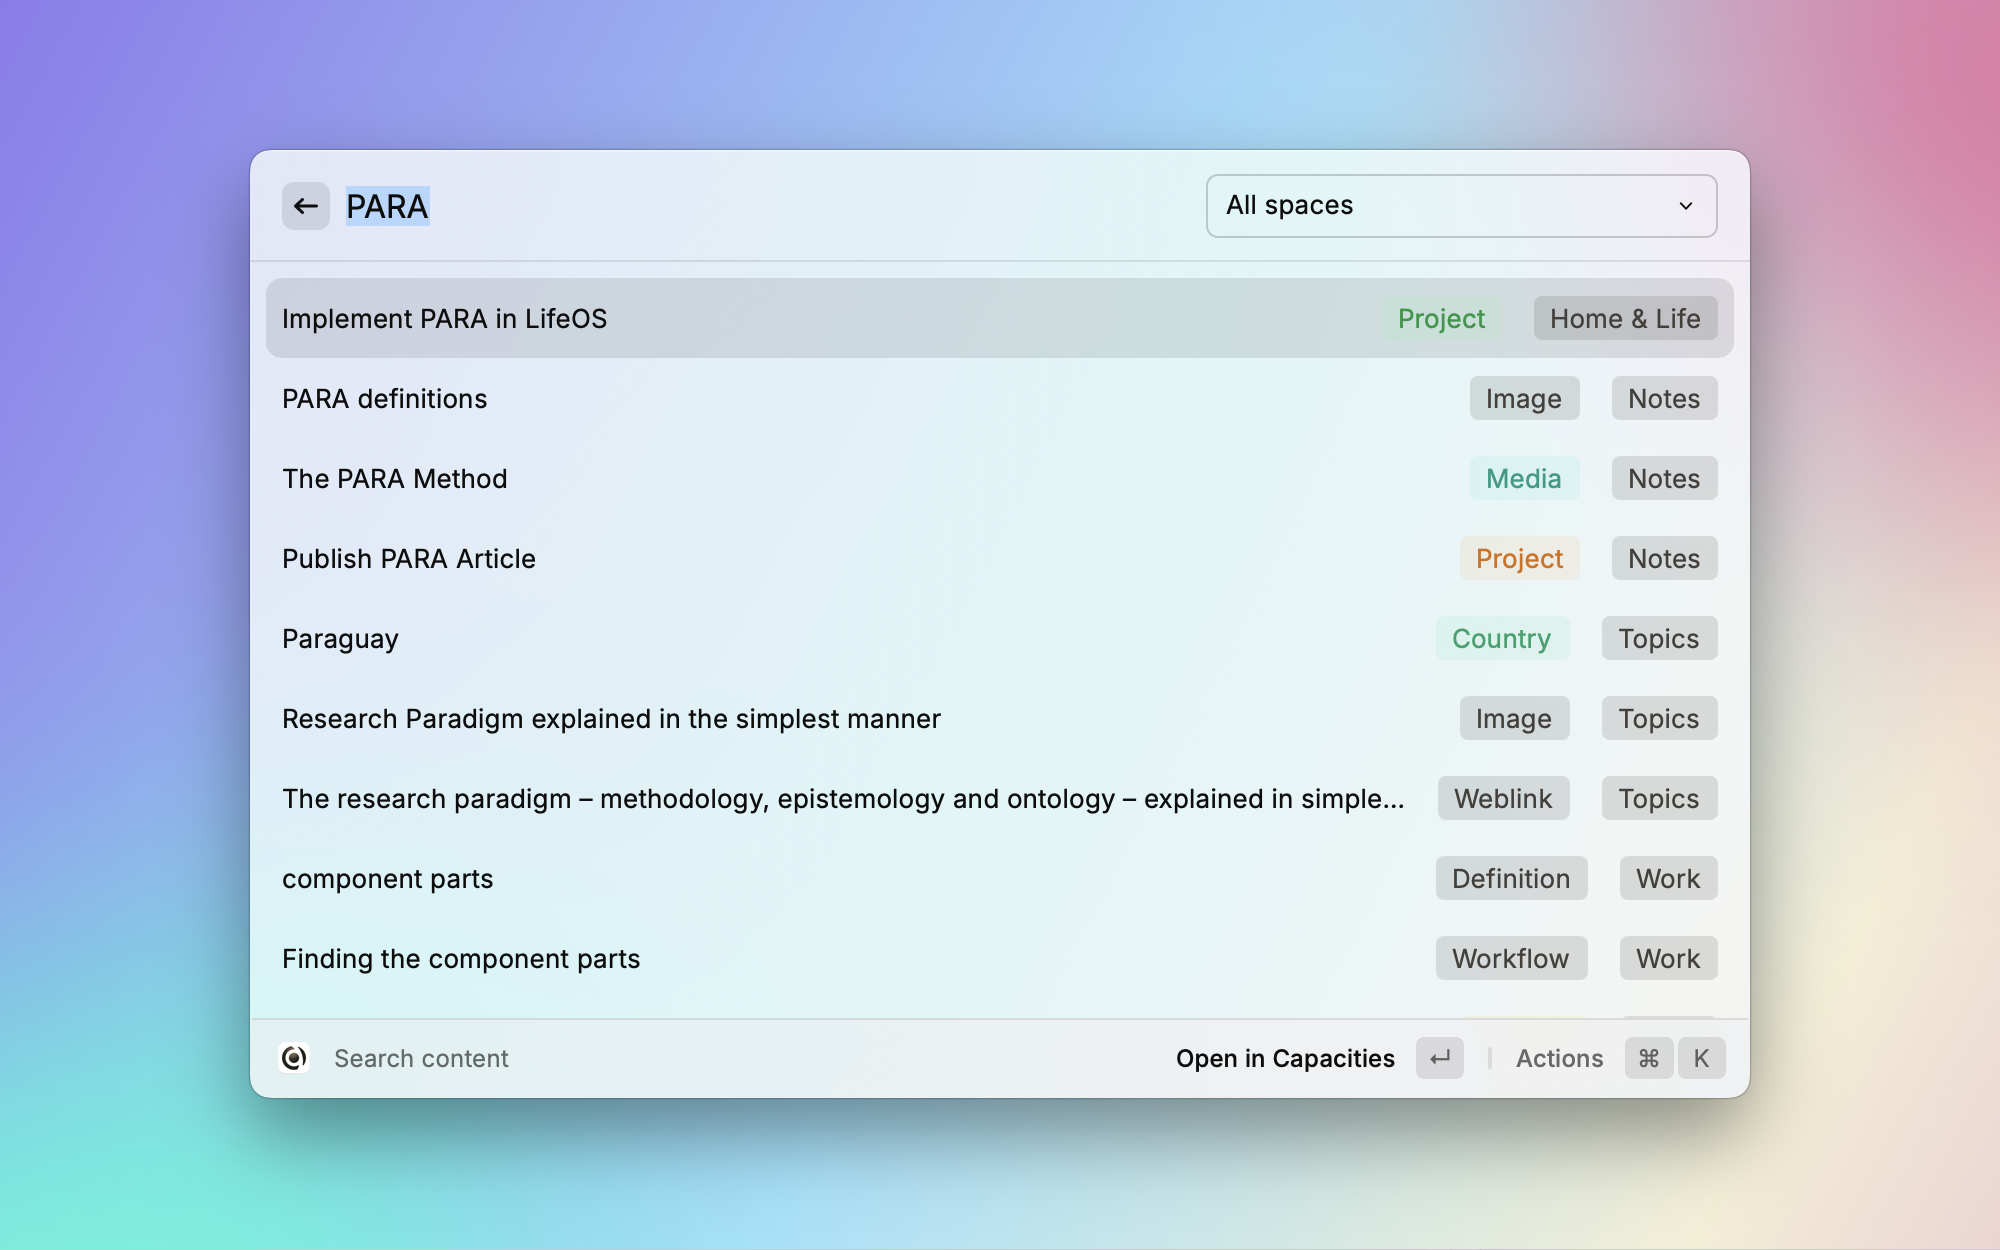 PARA All spaces
Implement PARA in LifeOS Project Home & Life
PARA definitions Image Notes
The PARA Method Media Notes
Publish PARA Article Project Notes
Paraguay Country Topics
Research Paradigm explained in the simplest manner Image Topics
The research paradigm – methodology, epistemology and ontology – explained in simple... Weblink Topics
component parts Definition Work
Finding the component parts Workflow Work
Search content Open in Capacities ↵ Actions ⌘ K